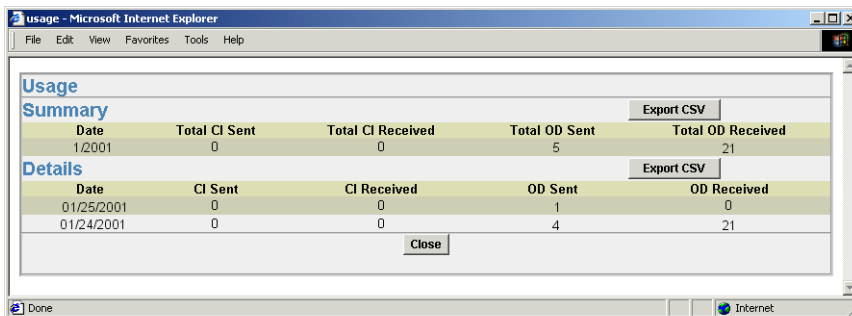 usage - Microsoft Internet Explorer
File Edit View Favorites Tools Help
Usage
Summary Export CSV
Date Total CI Sent Total CI Received Total OD Sent Total OD Received
1/2001 0 0 5 21
Details Export CSV
Date CI Sent CI Received OD Sent OD Received
01/25/2001 0 0 1 0
01/24/2001 0 0 4 21
Close
Done Internet